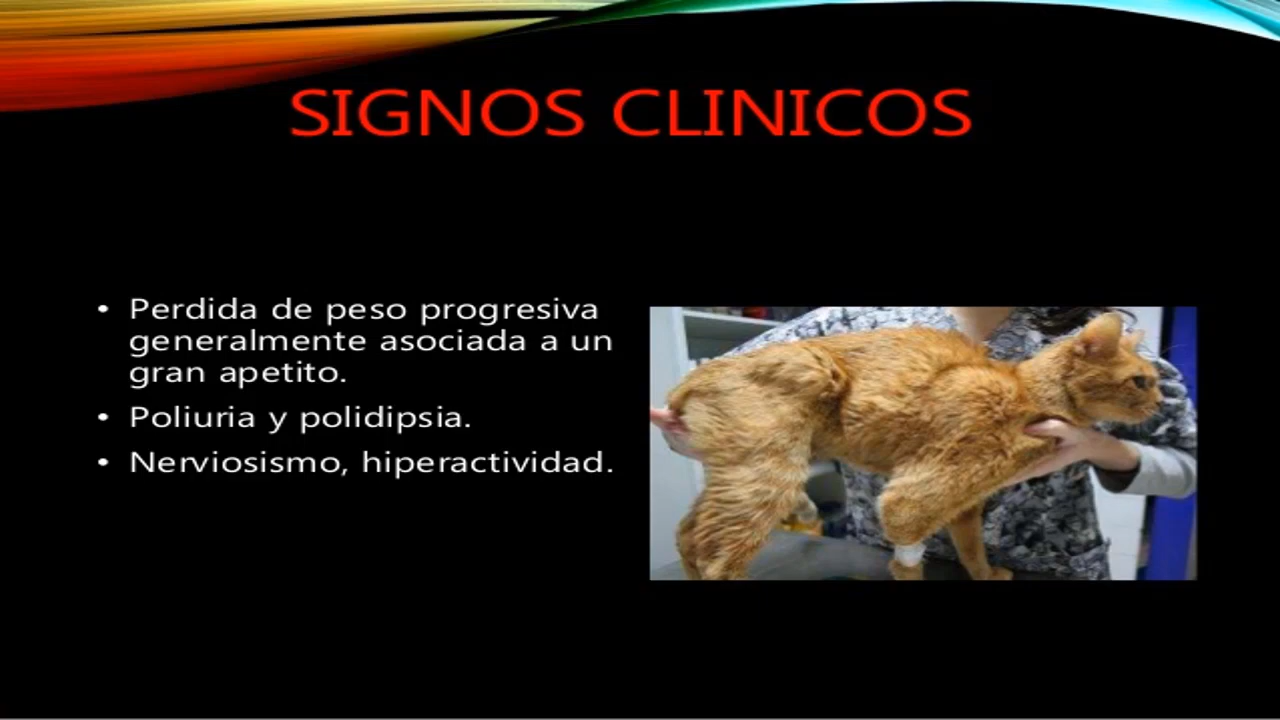 SIGNOS CLINICOS
• Perdida de peso progresiva
generalmente asociada a un
gran apetito.
• Poliuria y polidipsia.
• Nerviosismo, hiperactividad.